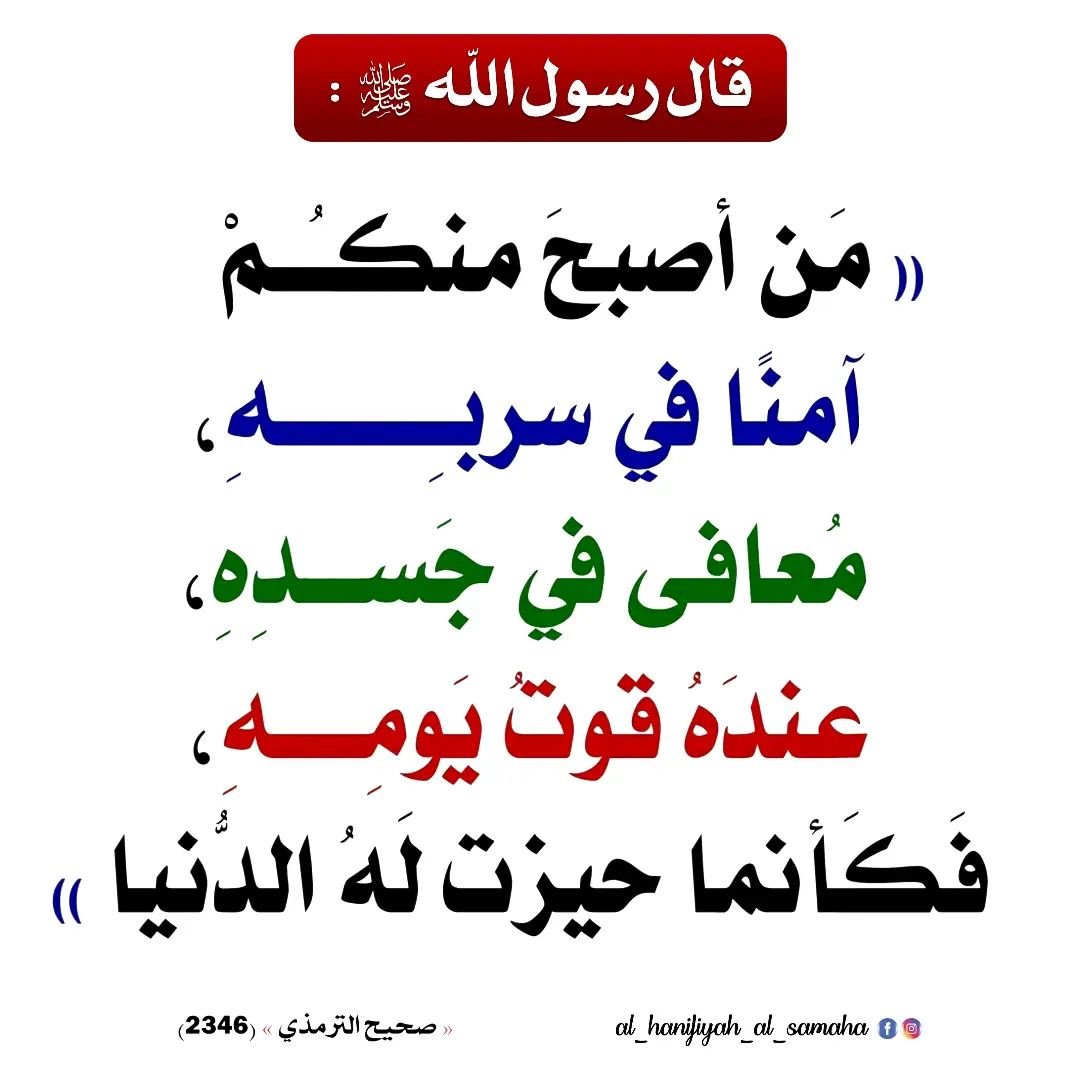 قال رسول اللّه ﷺ :
(( مَن أصبحَ منكُمْ
آمنًا في سربِهِ،
مُعافى في جَسدِهِ،
عندَهُ قوتُ يَومِهِ،
فَكَأنما حيزت لَهُ الدُّنيا ))
« صحيح الترمذي » (2346)
al_hanifiyah_al_samaha